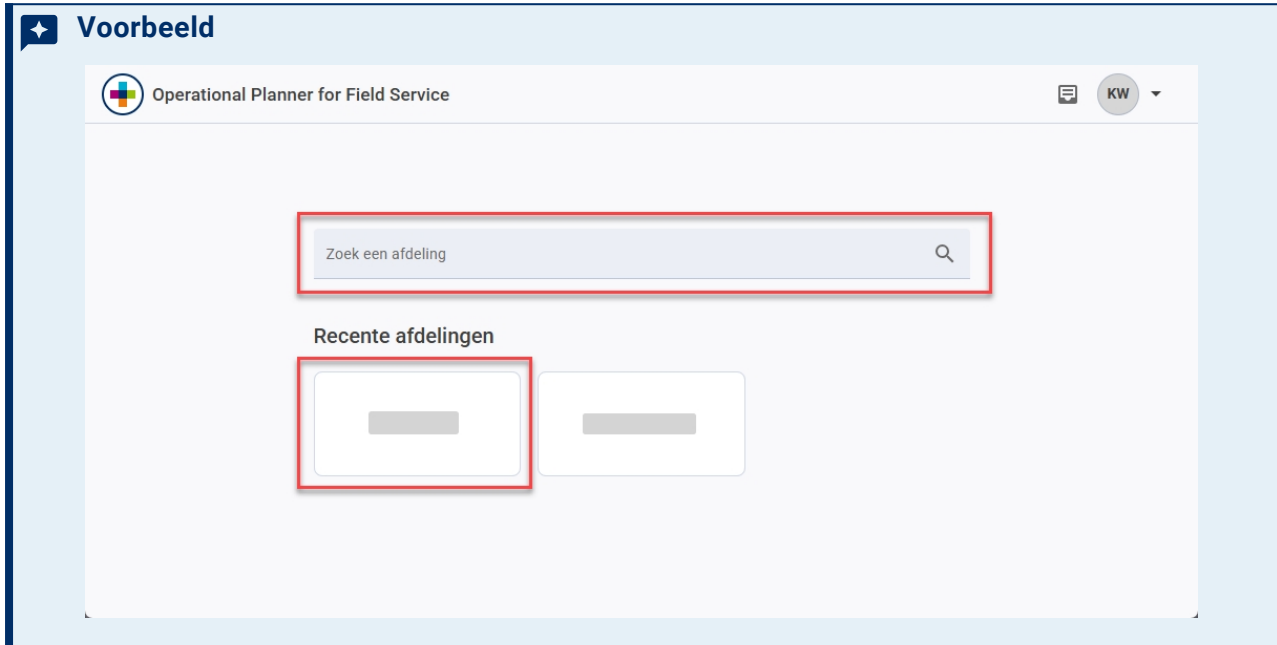 Voorbeeld
Operational Planner for Field Service
KW
Zoek een afdeling
Recente afdelingen